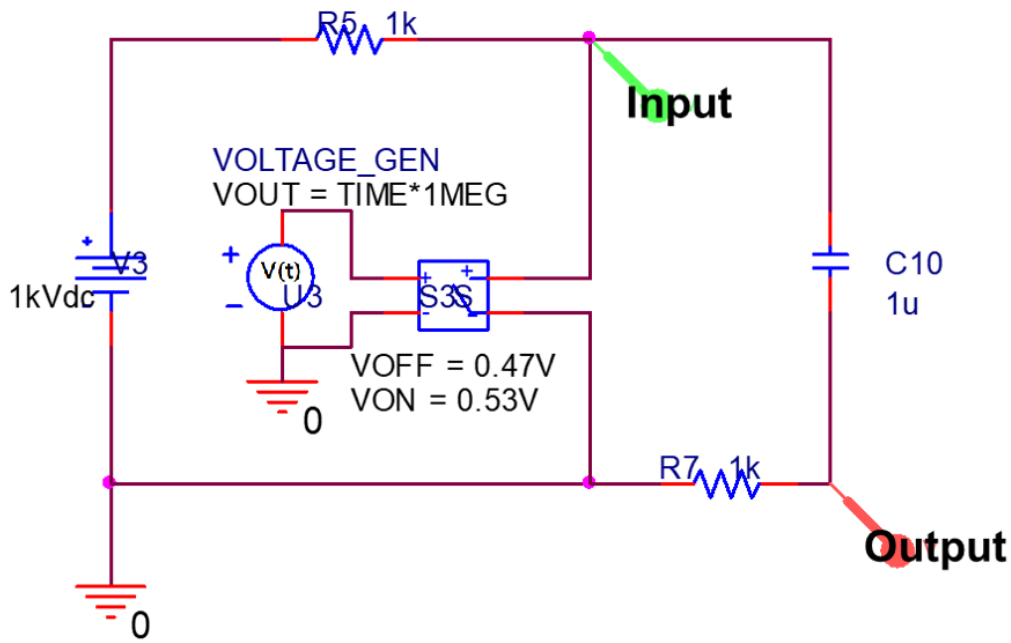 R5 1k
Input
VOLTAGE_GEN
VOUT = TIME*1MEG
+
V3
1kVdc
+
V(t)
U3
-
+ +
S3S
- -
C10
1u
VOFF = 0.47V
VON = 0.53V
0
R7 1k
Output
0